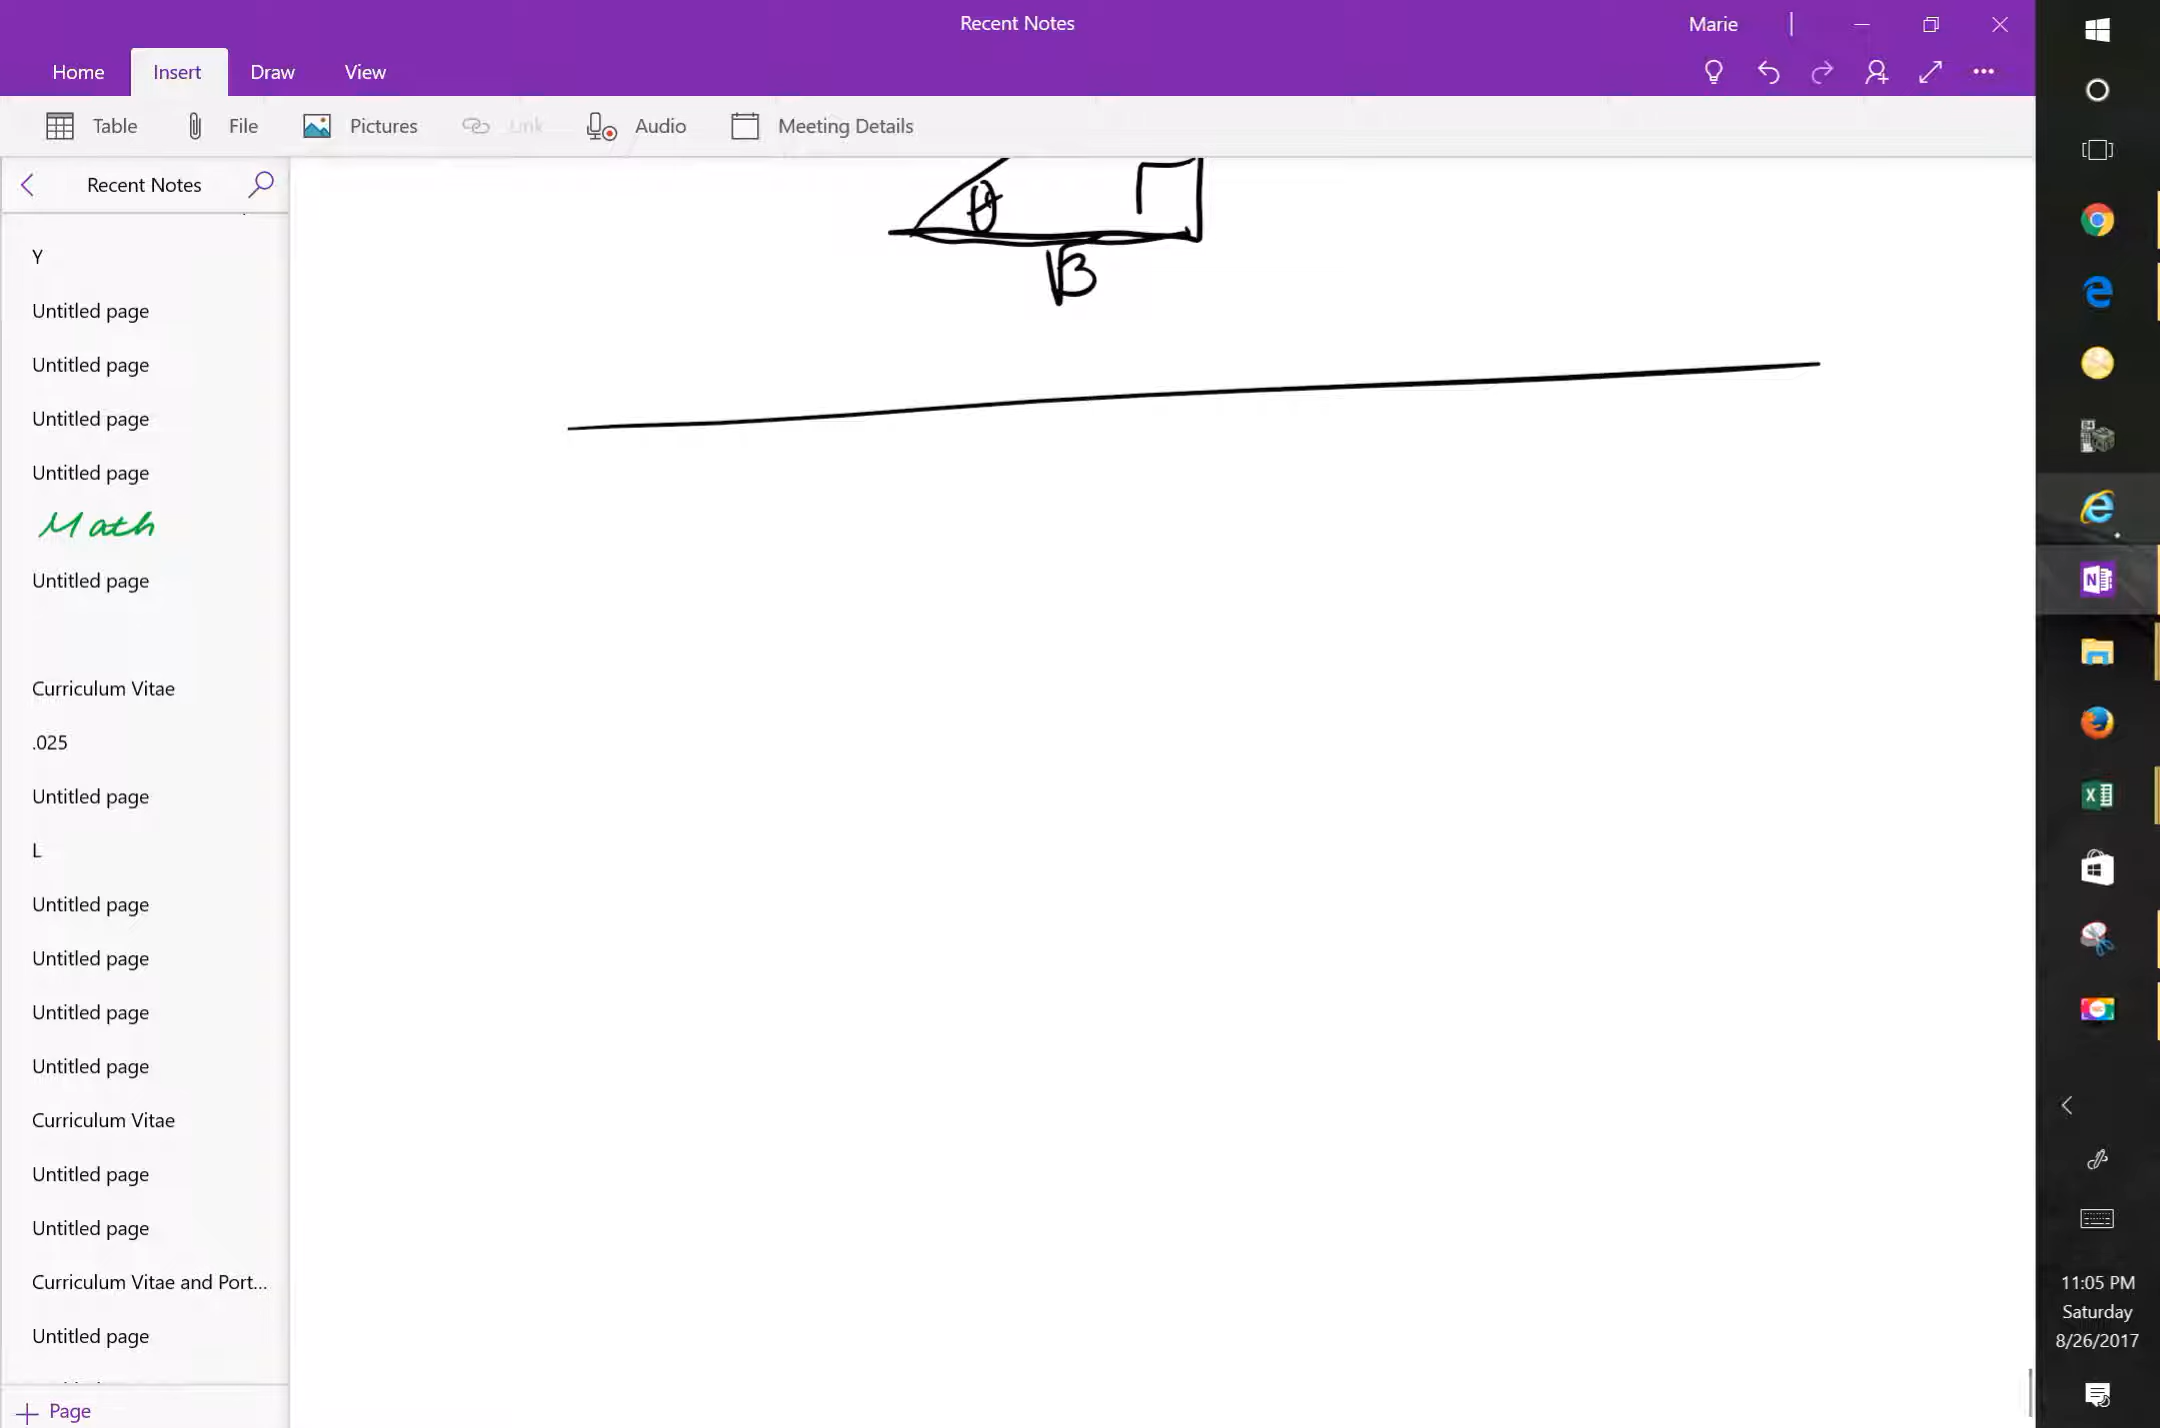 Recent Notes
Marie
Home Insert Draw View
Table File Pictures Link Audio Meeting Details
Recent Notes
Y
Untitled page
Untitled page
Untitled page
Untitled page
Math
Untitled page
Curriculum Vitae
.025
Untitled page
L
Untitled page
Untitled page
Untitled page
Untitled page
Curriculum Vitae
Untitled page
Untitled page
Curriculum Vitae and Port...
Untitled page
Page
θ
11:05 PM
Saturday
8/26/2017